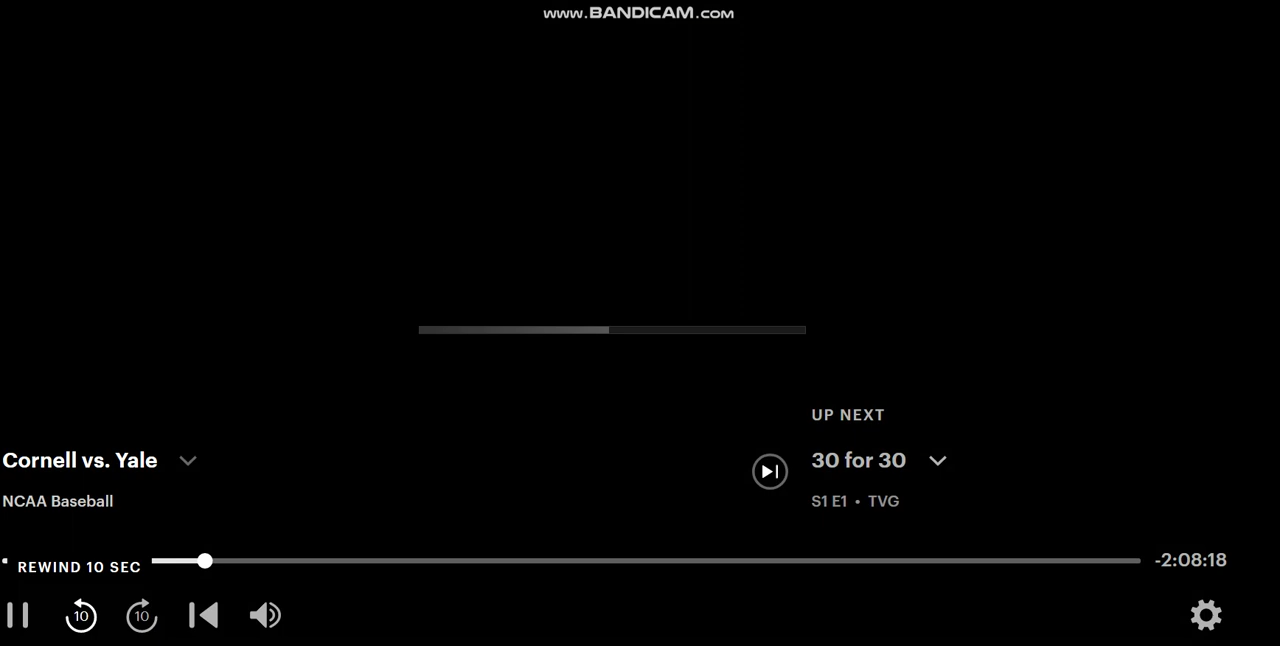 www.BANDICAM.com
UP NEXT
Cornell vs. Yale
30 for 30
NCAA Baseball
S1 E1 • TVG
REWIND 10 SEC
-2:08:18
10
10